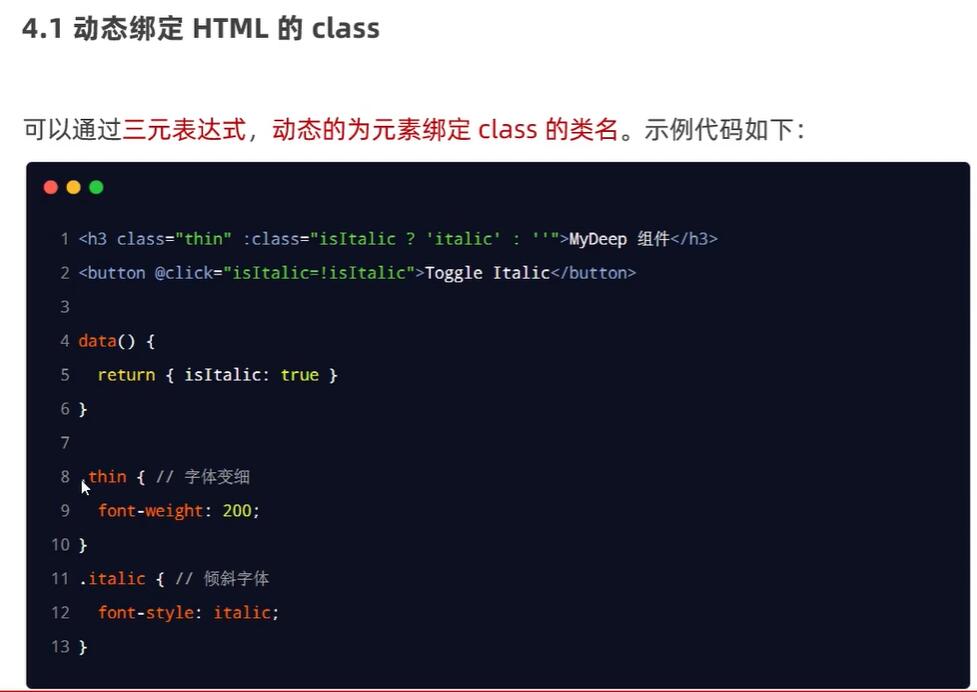 4.1 动态绑定 HTML 的 class
可以通过三元表达式，动态的为元素绑定 class 的类名。示例代码如下：
1 <h3 class="thin" :class="isItalic ? 'italic' : ''">MyDeep 组件</h3>
2 <button @click="isItalic=!isItalic">Toggle Italic</button>
3
4 data() {
5   return { isItalic: true }
6 }
7
8 .thin { // 字体变细
9   font-weight: 200;
10 }
11 .italic { // 倾斜字体
12   font-style: italic;
13 }